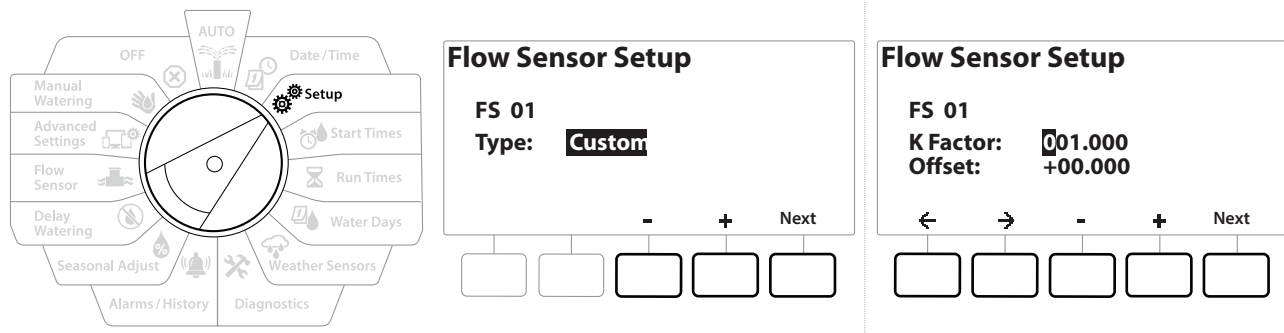 AUTO
OFF
Date/Time
Manual
Watering
Setup
Advanced
Settings
Start Times
Flow
Sensor
Run Times
Delay
Watering
Water Days
Seasonal Adjust
Weather Sensors
Alarms/History
Diagnostics
Flow Sensor Setup
FS 01
Type: Custom
- + Next
Flow Sensor Setup
FS 01
K Factor: 001.000
Offset: +00.000
← → - + Next